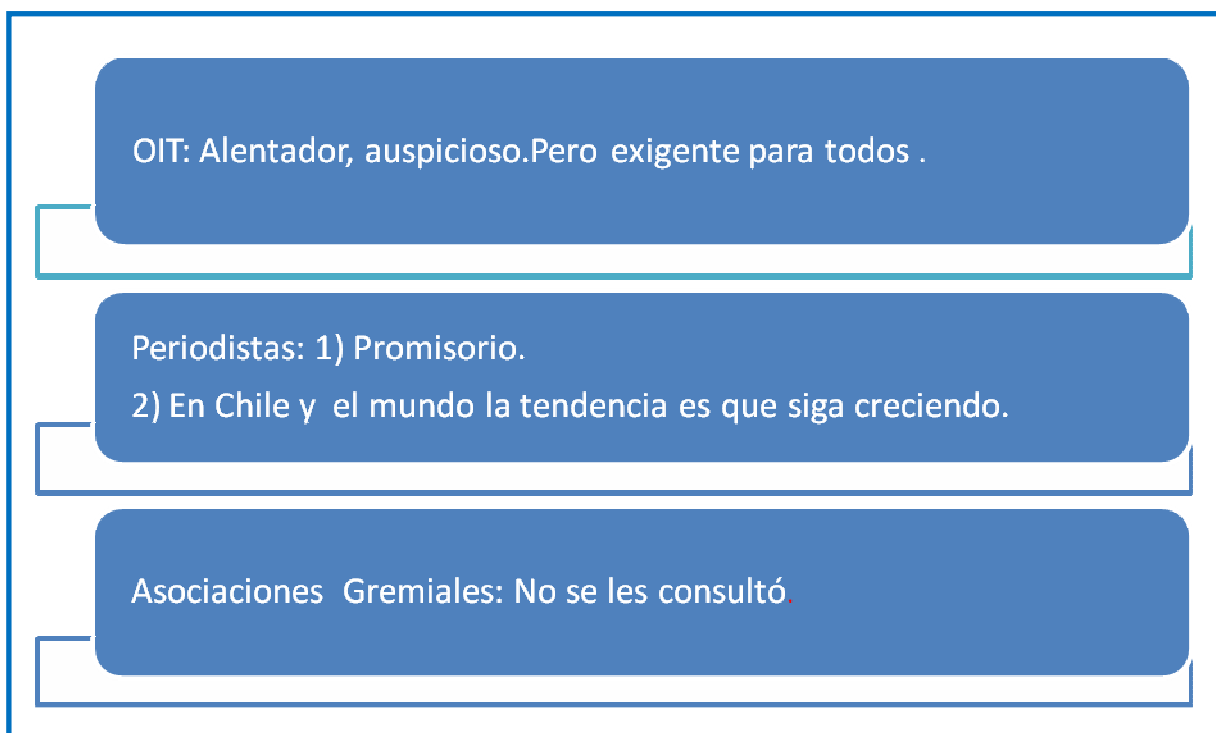 OIT: Alentador, auspicioso.Pero exigente para todos .
Periodistas: 1) Promisorio.
2) En Chile y el mundo la tendencia es que siga creciendo.
Asociaciones Gremiales: No se les consultó.